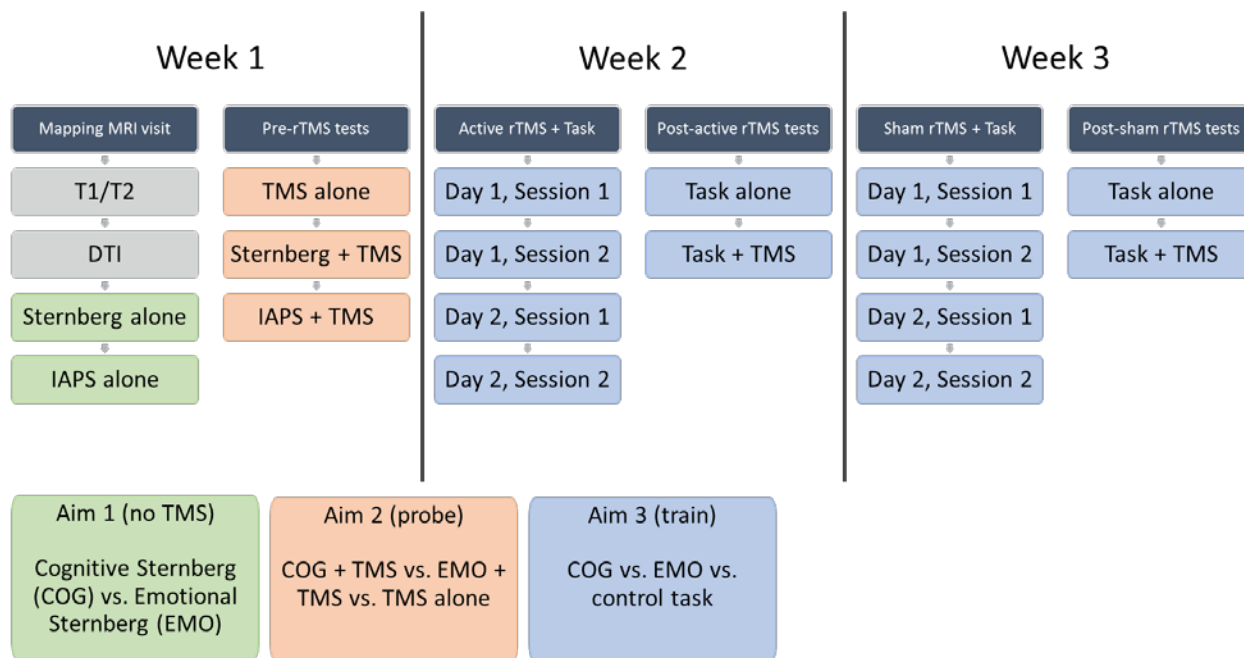 Week 1
Mapping MRI visit
T1/T2
DTI
Sternberg alone
IAPS alone
Pre-rTMS tests
TMS alone
Sternberg + TMS
IAPS + TMS
Week 2
Active rTMS + Task
Day 1, Session 1
Day 1, Session 2
Day 2, Session 1
Day 2, Session 2
Post-active rTMS tests
Task alone
Task + TMS
Week 3
Sham rTMS + Task
Day 1, Session 1
Day 1, Session 2
Day 2, Session 1
Day 2, Session 2
Post-sham rTMS tests
Task alone
Task + TMS
Aim 1 (no TMS)
Cognitive Sternberg
(COG) vs. Emotional
Sternberg (EMO)
Aim 2 (probe)
COG + TMS vs. EMO +
TMS vs. TMS alone
Aim 3 (train)
COG vs. EMO vs.
control task